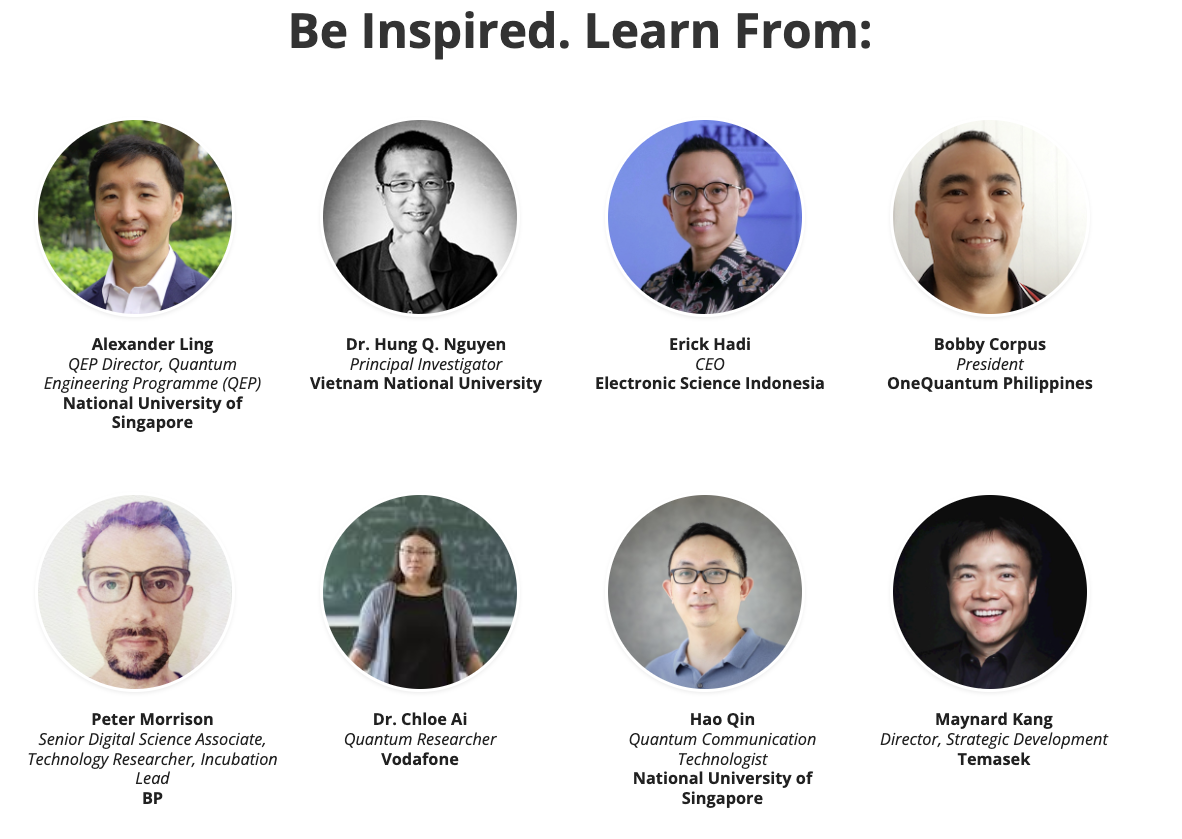 Be Inspired. Learn From:
MEN
Alexander Ling
QEP Director, Quantum
Engineering Programme (QEP)
National University of
Singapore
Dr. Hung Q. Nguyen
Principal Investigator
Vietnam National University
Erick Hadi
CEO
Electronic Science Indonesia
Bobby Corpus
President
OneQuantum Philippines
Peter Morrison
Senior Digital Science Associate,
Technology Researcher, Incubation
Lead
BP
Dr. Chloe Ai
Quantum Researcher
Vodafone
Hao Qin
Quantum Communication
Technologist
National University of
Singapore
Maynard Kang
Director, Strategic Development
Temasek